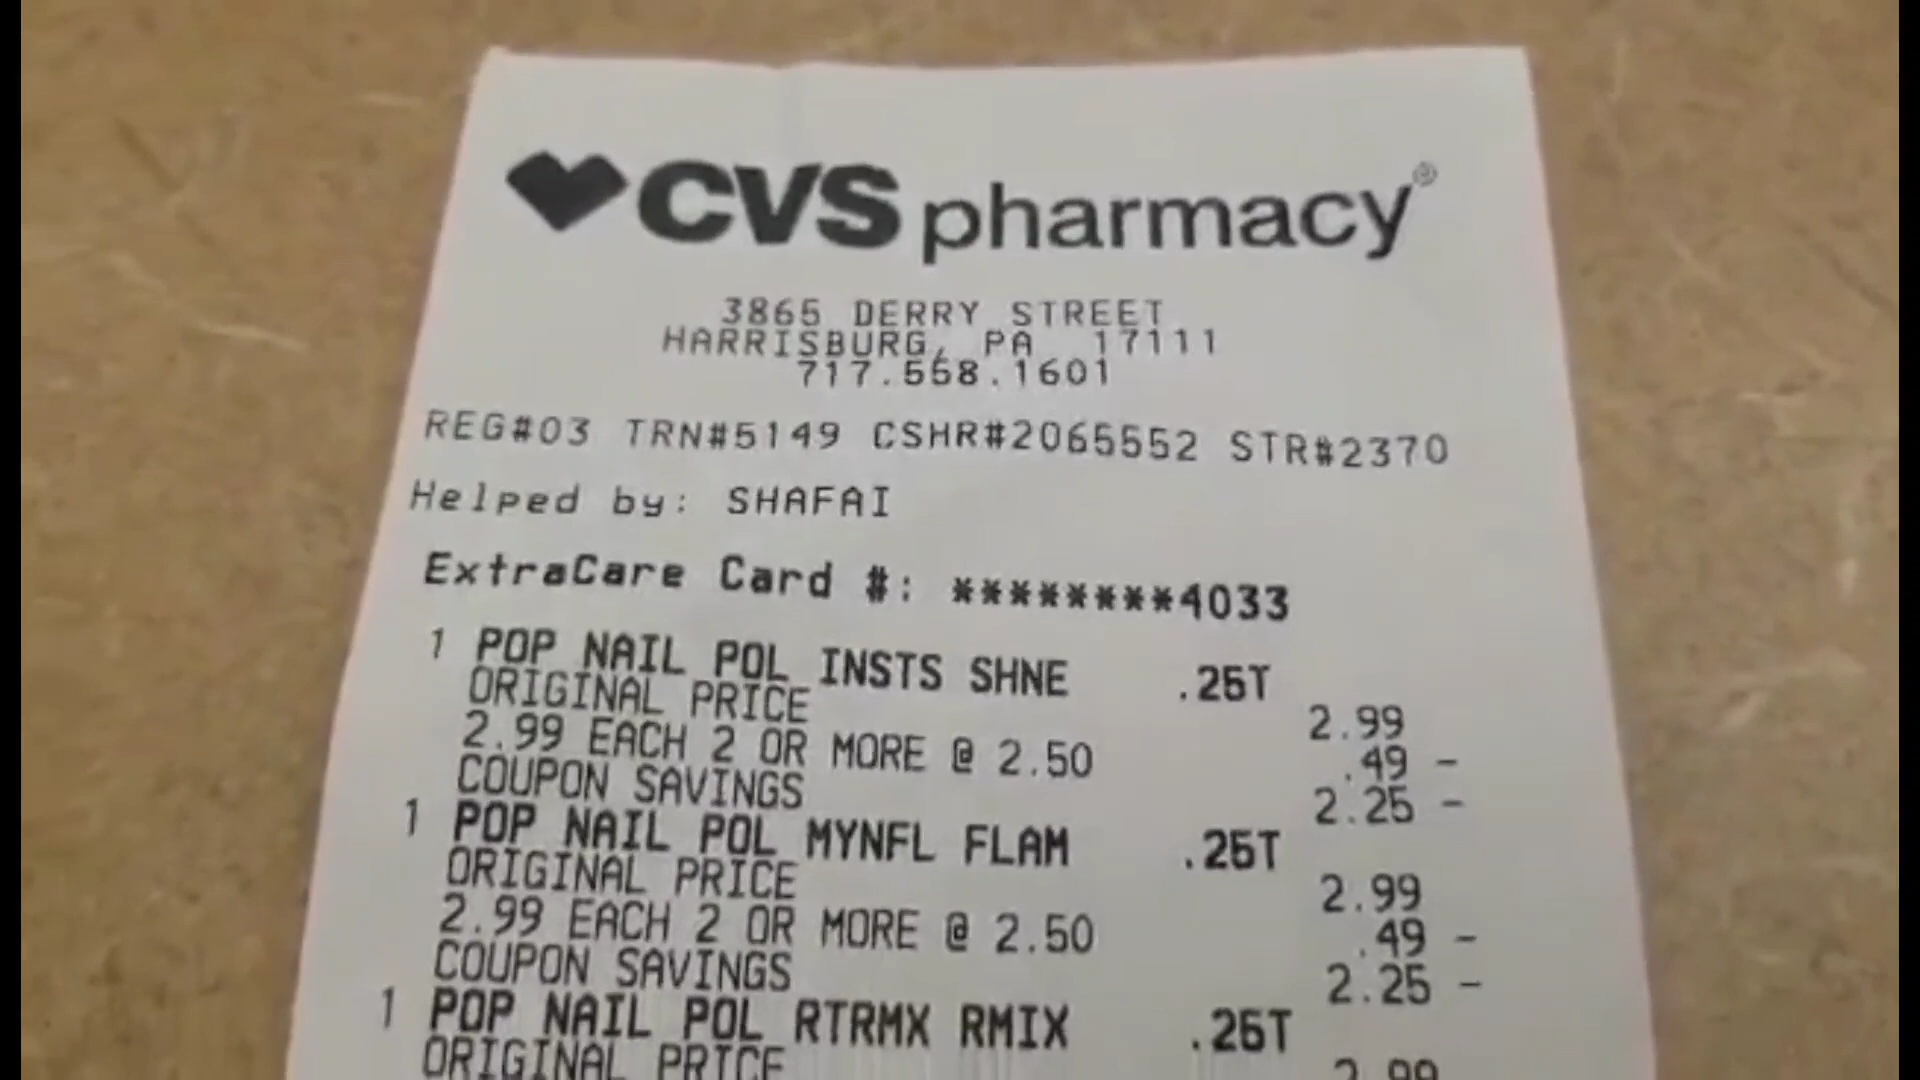 CVS pharmacy®
3865 DERRY STREET
HARRISBURG, PA 17111
717.558.1601
REG#03 TRN#5149 CSHR#2065552 STR#2370
Helped by: SHAFAI
ExtraCare Card #: ********4033
1 POP NAIL POL INSTS SHNE .25T
ORIGINAL PRICE 2.99
2.99 EACH 2 OR MORE @ 2.50 .49 -
COUPON SAVINGS 2.25 -
1 POP NAIL POL MYNFL FLAM .25T
ORIGINAL PRICE 2.99
2.99 EACH 2 OR MORE @ 2.50 .49 -
COUPON SAVINGS 2.25 -
1 POP NAIL POL RTRMX RMIX .25T
ORIGINAL PRICE 2.99